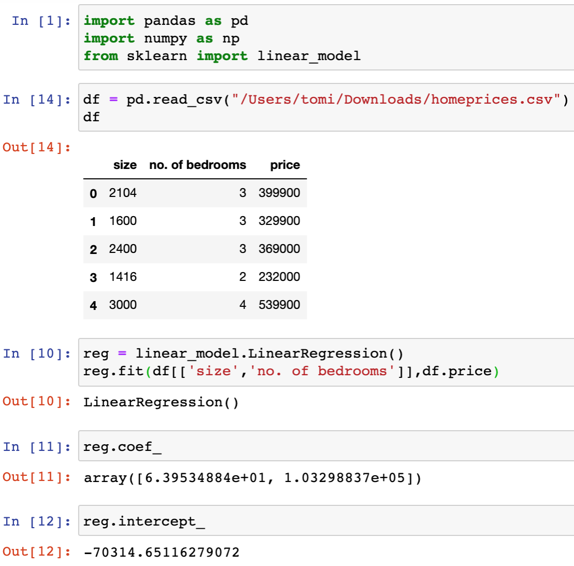 In [1]: import pandas as pd
import numpy as np
from sklearn import linear_model
In [14]: df = pd.read_csv("/Users/tomi/Downloads/homeprices.csv")
df
Out[14]:
size no. of bedrooms price
0 2104 3 399900
1 1600 3 329900
2 2400 3 369000
3 1416 2 232000
4 3000 4 539900
In [10]: reg = linear_model.LinearRegression()
reg.fit(df[['size','no. of bedrooms']],df.price)
Out[10]: LinearRegression()
In [11]: reg.coef_
Out[11]: array([6.39534884e+01, 1.03298837e+05])
In [12]: reg.intercept_
Out[12]: -70314.65116279072